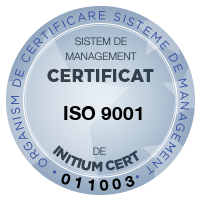 ORGANISM DE CERTIFICARE SISTEME DE MANAGEMENT
SISTEM DE
MANAGEMENT
CERTIFICAT
ISO 9001
DE
INITIUM CERT
• 011003 •